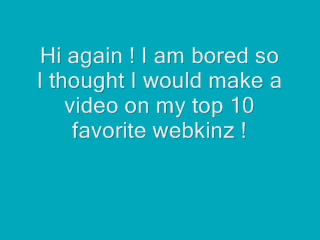 Hi again ! I am bored so
I thought I would make a
video on my top 10
favorite webkinz !